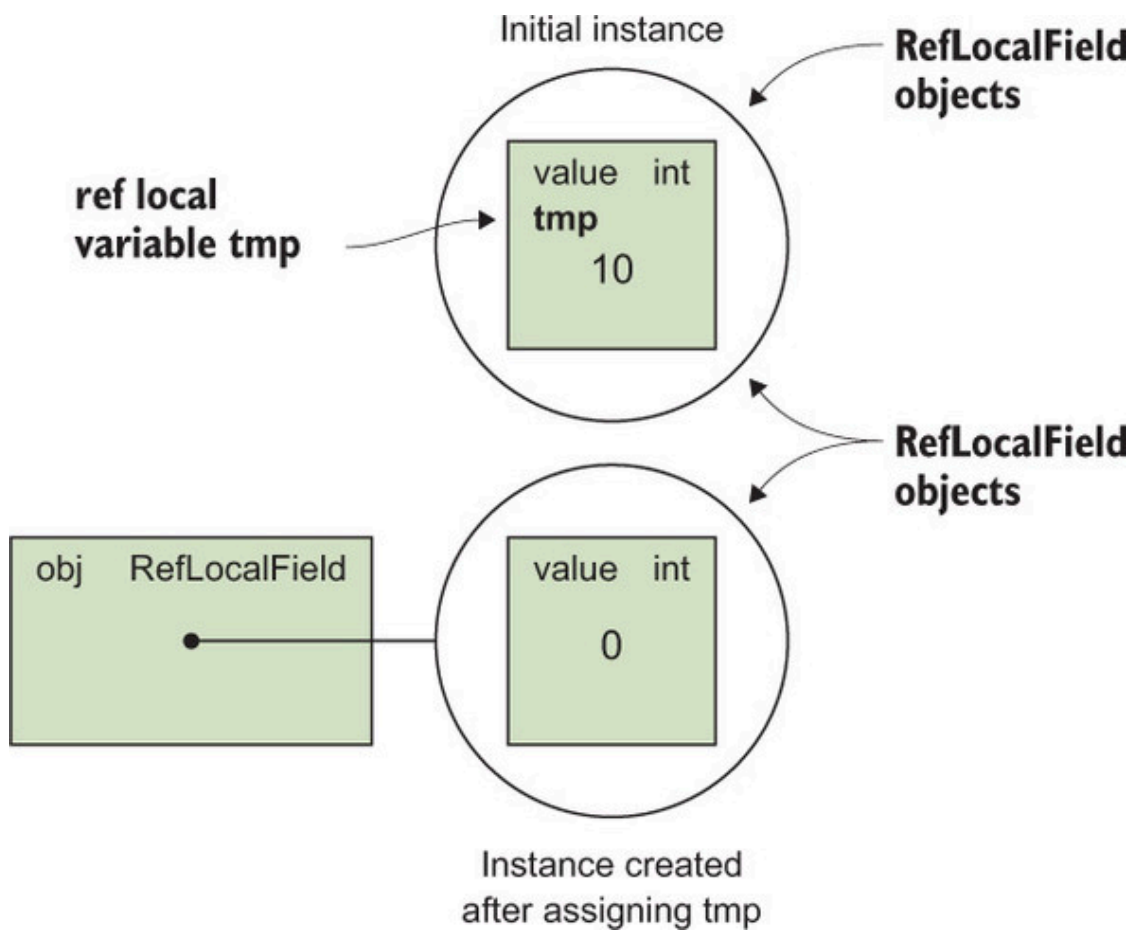 Initial instance
RefLocalField
objects
value int
tmp
10
ref local
variable tmp
RefLocalField
objects
obj RefLocalField
value int
0
Instance created
after assigning tmp